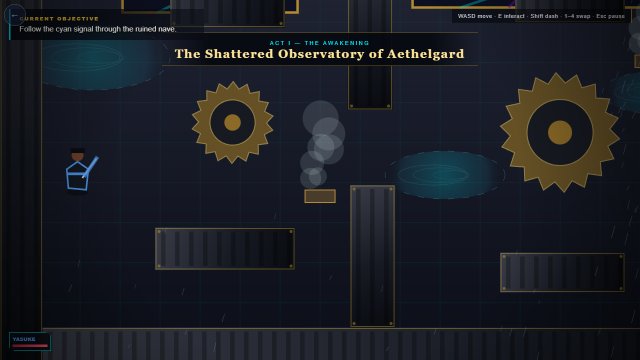 CURRENT OBJECTIVE
Follow the cyan signal through the ruined nave.
WASD move · E interact · Shift dash · 1–4 swap · Esc pause
ACT I — THE AWAKENING
The Shattered Observatory of Aethelgard
YASUKE